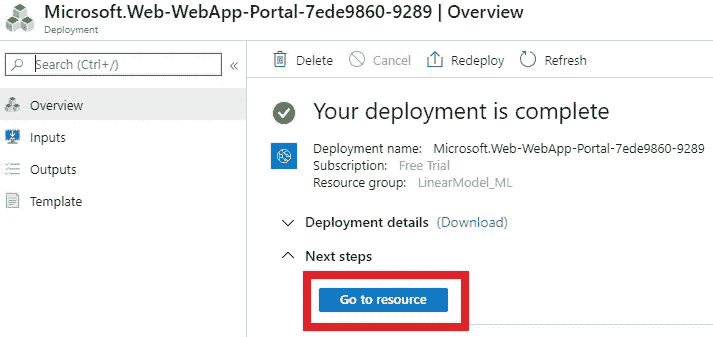 Microsoft.Web-WebApp-Portal-7ede9860-9289 | Overview
Deployment
Search (Ctrl+/)
«
Delete
Cancel
Redeploy
Refresh
Overview
Inputs
Outputs
Template
Your deployment is complete
Deployment name: Microsoft.Web-WebApp-Portal-7ede9860-9289
Subscription: Free Trial
Resource group: LinearModel_ML
Deployment details (Download)
Next steps
Go to resource